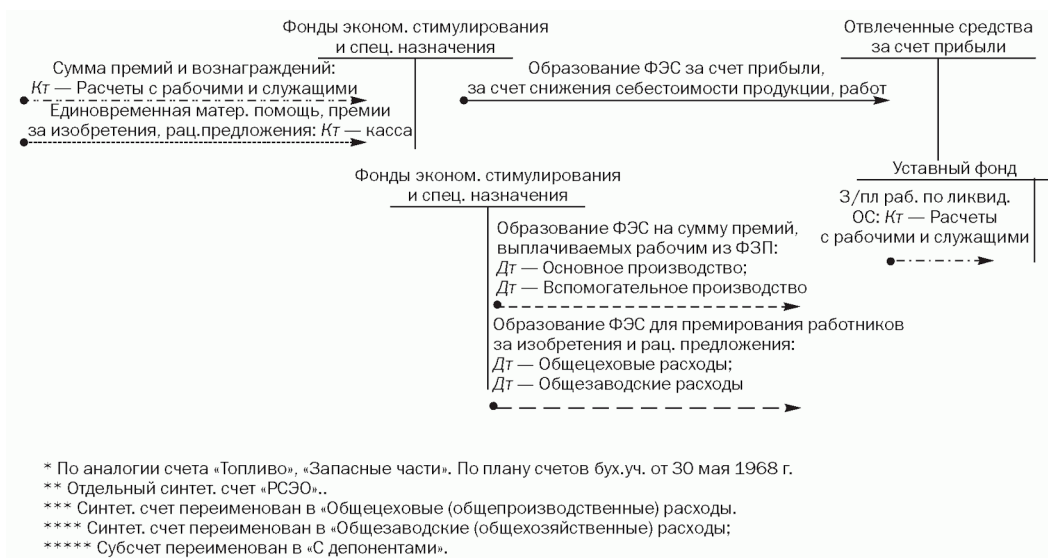 Фонды эконом. стимулирования
и спец. назначения
Отвлеченные средства
за счет прибыли
Сумма премий и вознаграждений:
Кт — Расчеты с рабочими и служащими
Единовременная матер. помощь, премии
за изобретения, рац.предложения: Кт — касса
Образование ФЭС за счет прибыли,
за счет снижения себестоимости продукции, работ
Фонды эконом. стимулирования
и спец. назначения
Уставный фонд
З/пл раб. по ликвид.
ОС: Кт — Расчеты
с рабочими и служащими
Образование ФЭС на сумму премий,
выплачиваемых рабочим из ФЗП:
Дт — Основное производство;
Дт — Вспомогательное производство
Образование ФЭС для премирования работников
за изобретения и рац. предложения:
Дт — Общецеховые расходы;
Дт — Общезаводские расходы
* По аналогии счета «Топливо», «Запасные части». По плану счетов бух.уч. от 30 мая 1968 г.
** Отдельный синтет. счет «РСЭО»..
*** Синтет. счет переименован в «Общецеховые (общепроизводственные) расходы.
**** Синтет. счет переименован в «Общезаводские (общехозяйственные) расходы;
***** Субсчет переименован в «С депонентами».